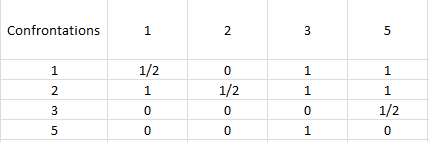 Confrontations 1 2 3 5
1 1/2 0 1 1
2 1 1/2 1 1
3 0 0 0 1/2
5 0 0 1 0